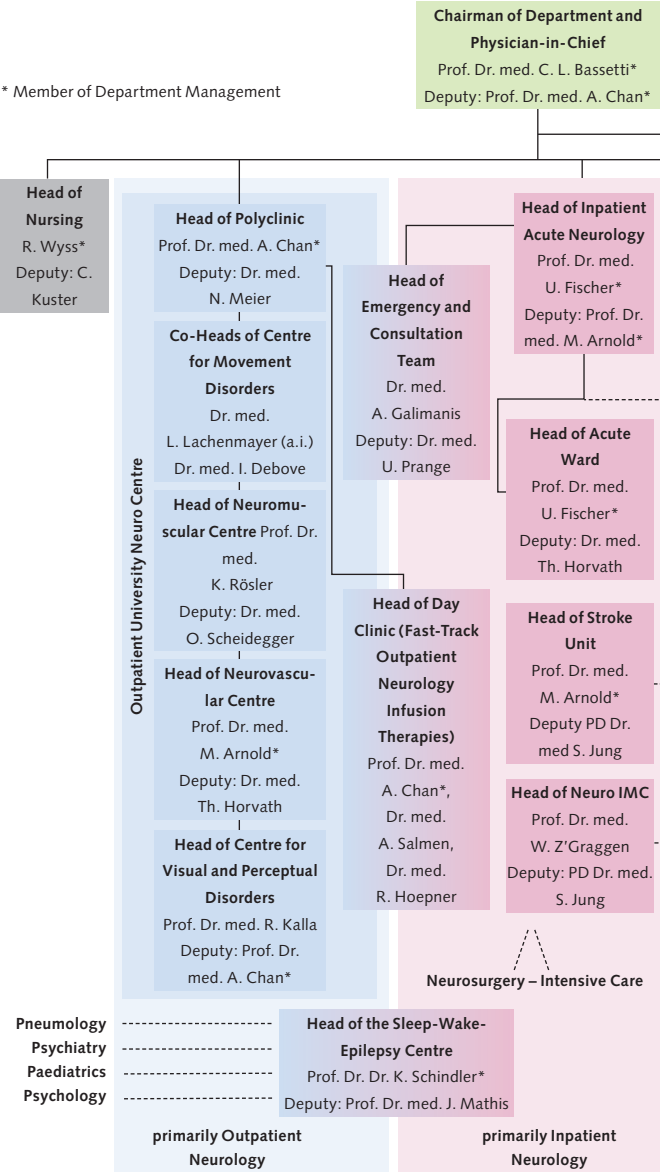 Chairman of Department and
Physician-in-Chief
Prof. Dr. med. C. L. Bassetti*
Deputy: Prof. Dr. med. A. Chan*
* Member of Department Management
Head of
Nursing
R. Wyss*
Deputy: C.
Kuster
Outpatient University Neuro Centre
Head of Polyclinic
Prof. Dr. med. A. Chan*
Deputy: Dr. med.
N. Meier
Co-Heads of Centre
for Movement
Disorders
Dr. med.
L. Lachenmayer (a.i.)
Dr. med. I. Debove
Head of Neuromu-
scular Centre Prof. Dr.
med.
K. Rösler
Deputy: Dr. med.
O. Scheidegger
Head of Neurovascu-
lar Centre
Prof. Dr. med.
M. Arnold*
Deputy: Dr. med.
Th. Horvath
Head of Centre for
Visual and Perceptual
Disorders
Prof. Dr. med. R. Kalla
Deputy: Prof. Dr.
med. A. Chan*
Head of
Emergency and
Consultation
Team
Dr. med.
A. Galimanis
Deputy: Dr. med.
U. Prange
Head of Day
Clinic (Fast-Track
Outpatient
Neurology
Infusion
Therapies)
Prof. Dr. med.
A. Chan*,
Dr. med.
A. Salmen,
Dr. med.
R. Hoepner
Head of Inpatient
Acute Neurology
Prof. Dr. med.
U. Fischer*
Deputy: Prof. Dr.
med. M. Arnold*
Head of Acute
Ward
Prof. Dr. med.
U. Fischer*
Deputy: Dr. med.
Th. Horvath
Head of Stroke
Unit
Prof. Dr. med.
M. Arnold*
Deputy PD Dr.
med S. Jung
Head of Neuro IMC
Prof. Dr. med.
W. Z'Graggen
Deputy: PD Dr. med.
S. Jung
Neurosurgery – Intensive Care
Pneumology
Psychiatry
Paediatrics
Psychology
Head of the Sleep-Wake-
Epilepsy Centre
Prof. Dr. Dr. K. Schindler*
Deputy: Prof. Dr. med. J. Mathis
primarily Outpatient
Neurology
primarily Inpatient
Neurology